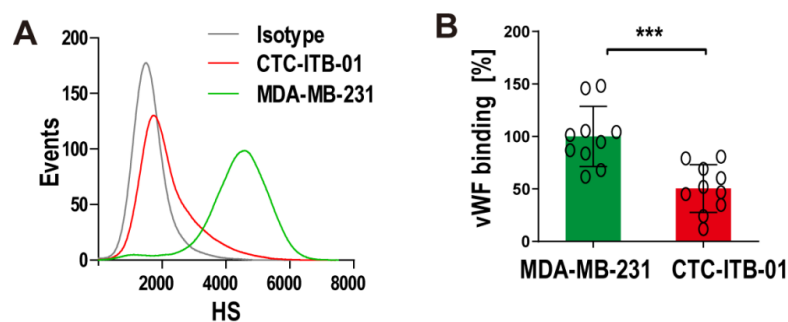 A
Isotype
CTC-ITB-01
MDA-MB-231
Events
200
150
100
50
0
2000 4000 6000 8000
HS
B
***
vWF binding [%]
200
150
100
50
0
MDA-MB-231 CTC-ITB-01